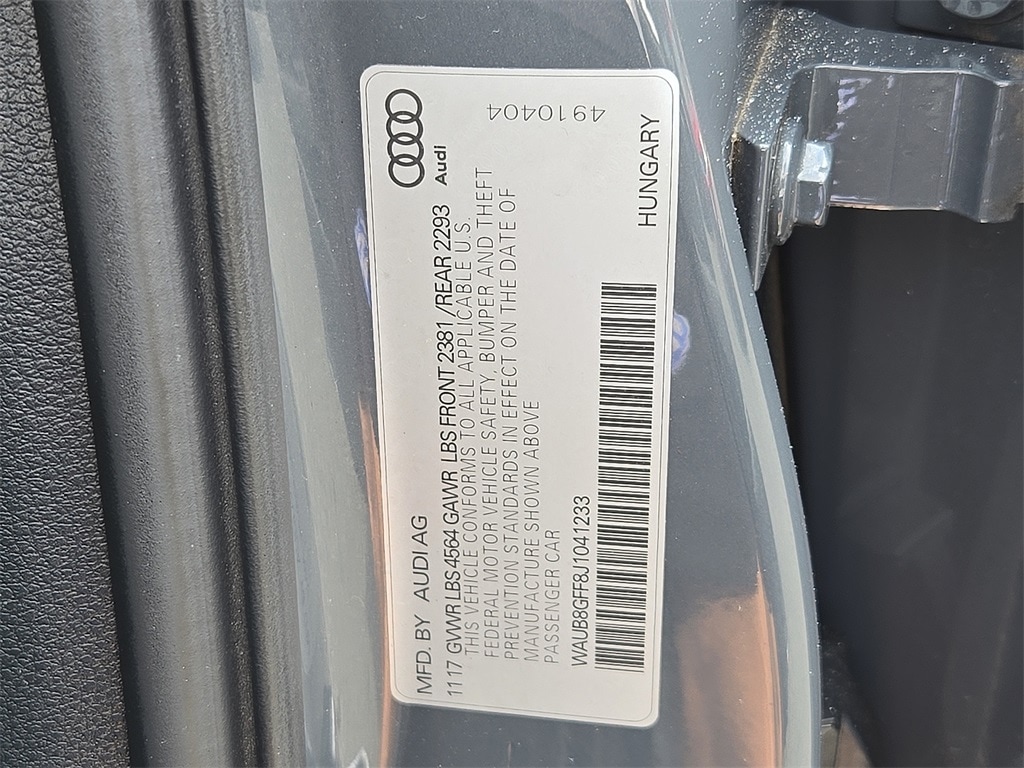 Audi
4910404
MFD. BY AUDI AG
1117 GVWR LBS 4564 GAWR LBS FRONT 2381 /REAR 2293
THIS VEHICLE CONFORMS TO ALL APPLICABLE U.S.
FEDERAL MOTOR VEHICLE SAFETY, BUMPER AND THEFT
PREVENTION STANDARDS IN EFFECT ON THE DATE OF
MANUFACTURE SHOWN ABOVE
PASSENGER CAR
WAUB8GFF8J1041233
HUNGARY